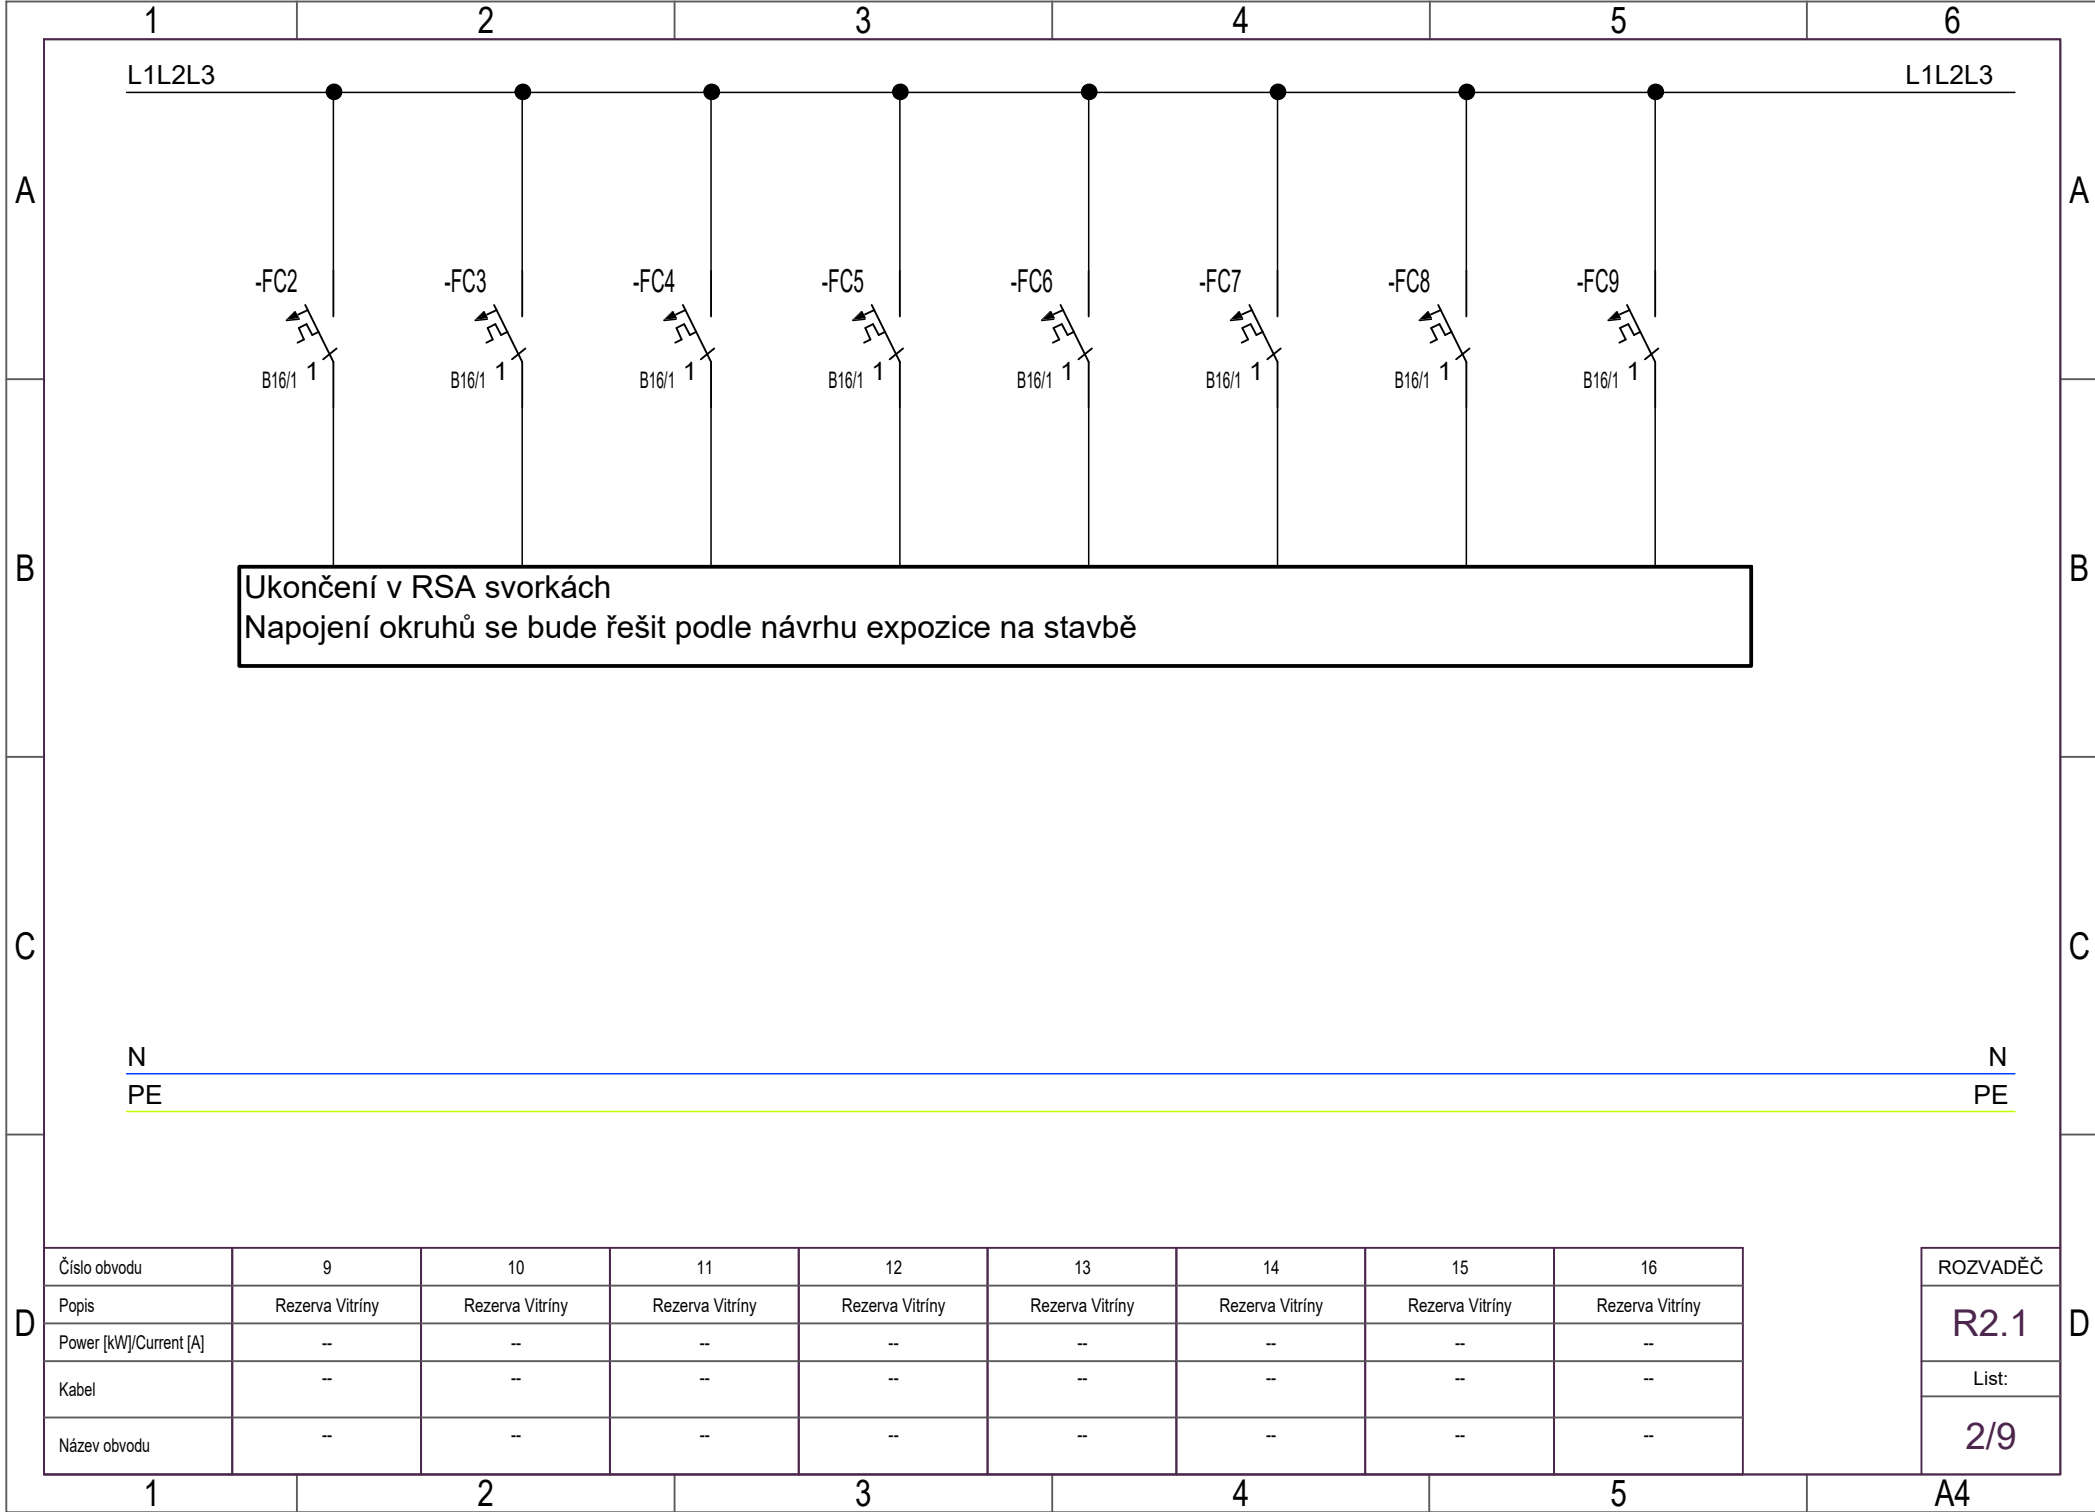 1 2 3 4 5 6
L1L2L3 L1L2L3
A A
-FC2 -FC3 -FC4 -FC5 -FC6 -FC7 -FC8 -FC9
B16/1 1 B16/1 1 B16/1 1 B16/1 1 B16/1 1 B16/1 1 B16/1 1 B16/1 1
B B
Ukončení v RSA svorkách
Napojení okruhů se bude řešit podle návrhu expozice na stavbě
C C
N N
PE PE
Číslo obvodu 9 10 11 12 13 14 15 16
Popis Rezerva Vitríny Rezerva Vitríny Rezerva Vitríny Rezerva Vitríny Rezerva Vitríny Rezerva Vitríny Rezerva Vitríny Rezerva Vitríny
Power [kW]/Current [A] -- -- -- -- -- -- -- --
Kabel -- -- -- -- -- -- -- --
Název obvodu -- -- -- -- -- -- -- --
ROZVADĚČ
R2.1
List:
2/9
D D
1 2 3 4 5 A4